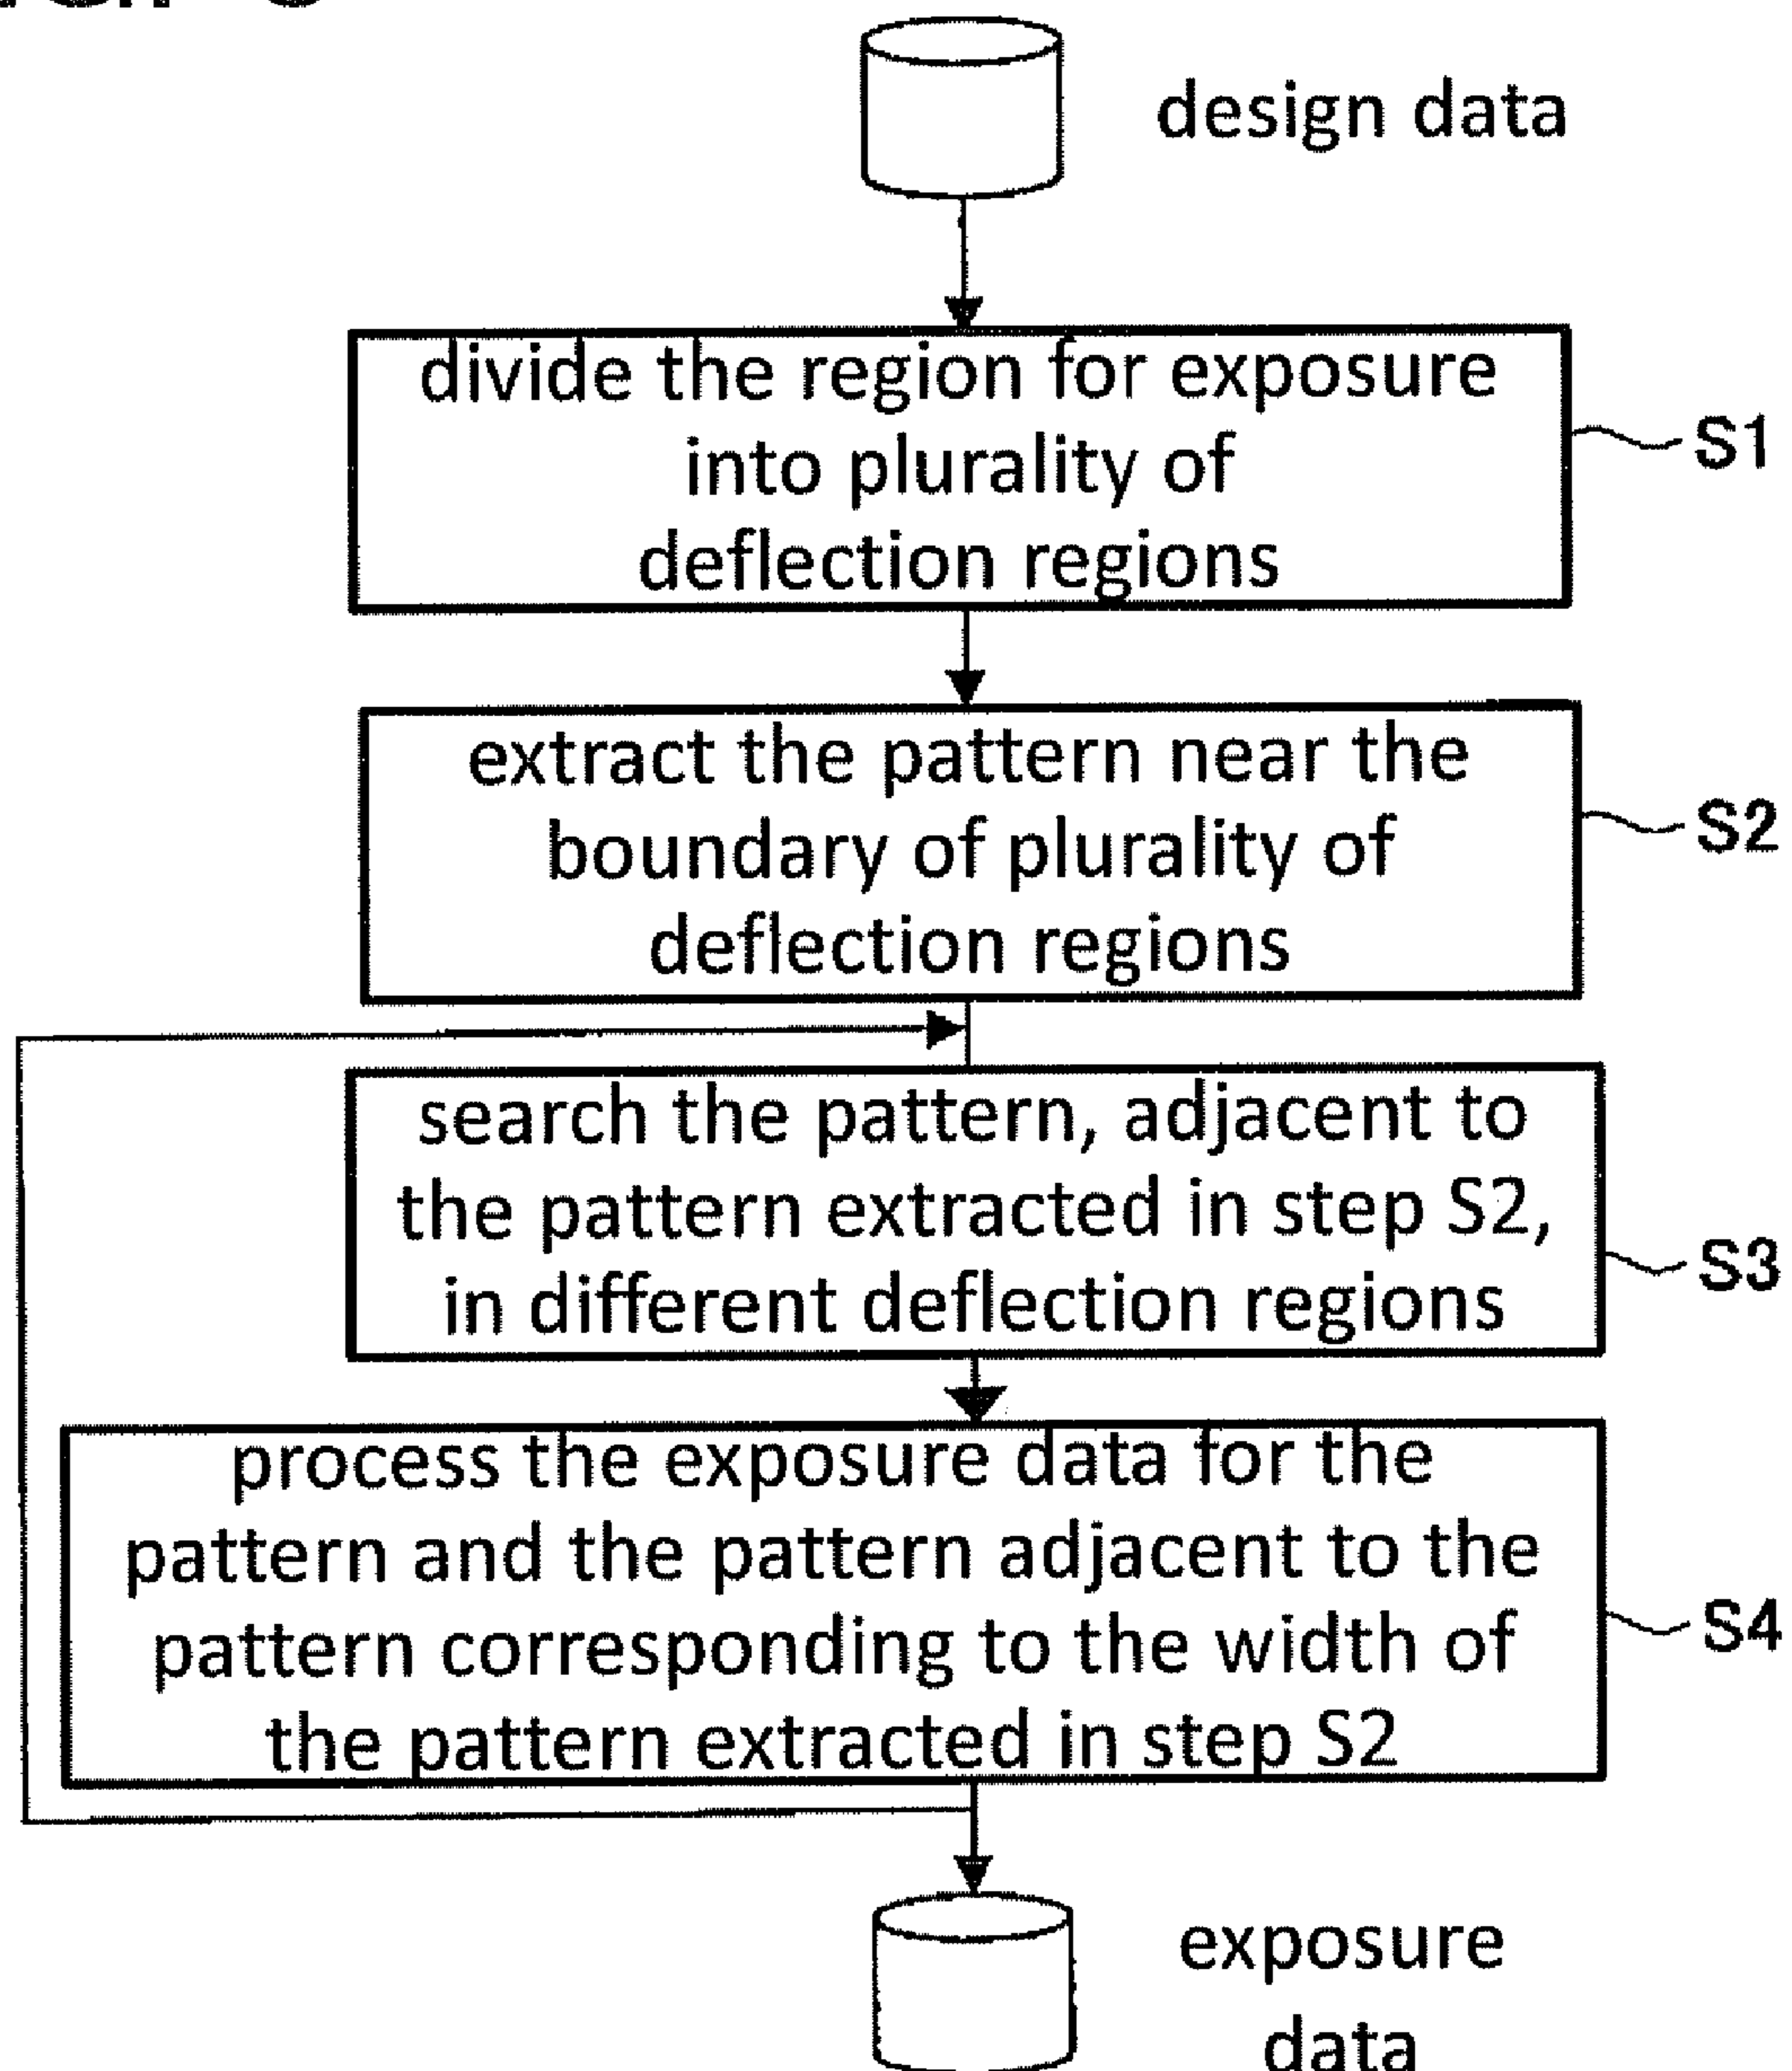 design data
divide the region for exposure
into plurality of
deflection regions
S1
extract the pattern near the
boundary of plurality of
deflection regions
S2
search the pattern, adjacent to
the pattern extracted in step S2,
in different deflection regions
S3
process the exposure data for the
pattern and the pattern adjacent to the
pattern corresponding to the width of
the pattern extracted in step S2
S4
exposure
data